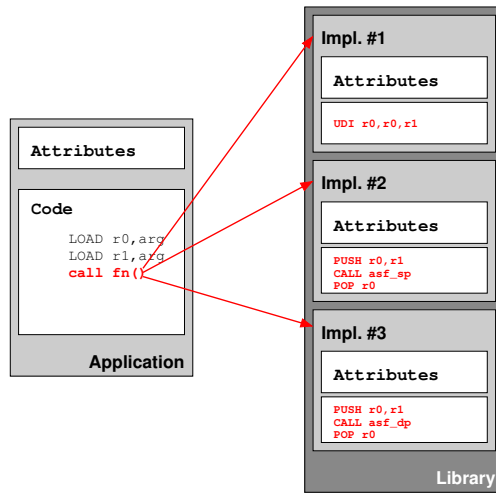 Attributes
Code
LOAD r0,arg
LOAD r1,arg
call fn()
Application
Impl. #1
Attributes
UDI r0,r0,r1
Impl. #2
Attributes
PUSH r0,r1
CALL asf_sp
POP r0
Impl. #3
Attributes
PUSH r0,r1
CALL asf_dp
POP r0
Library